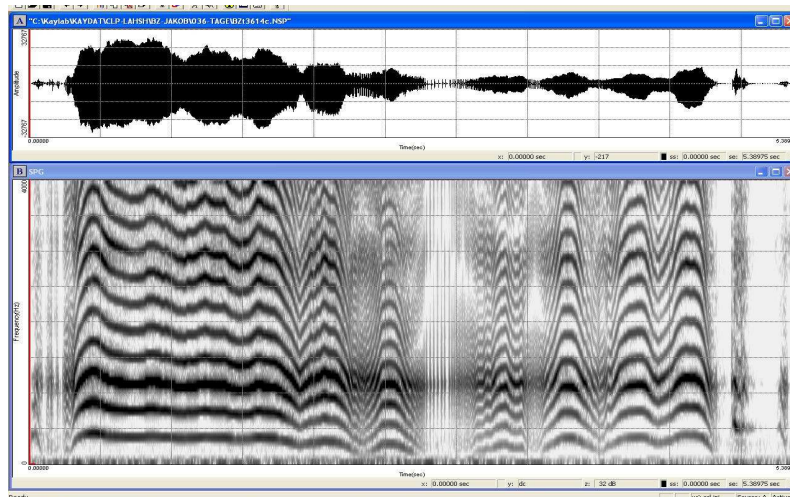 A "C:\Kaylab\KAYDAT\CLP-LAHSH\BZ-JAKOB\036-TAGE\BZt3614c.NSP"
32767
Amplitude
-32767
0.00000
Time(sec)
5.3897
x: 0.00000 sec y: -217 ss: 0.00000 sec se: 5.38975 sec
B SPG
4000
Frequency(Hz)
0
0.00000
Time(sec)
5.3897
x: 0.00000 sec y: dc z: 32 dB ss: 0.00000 sec se: 5.38975 sec